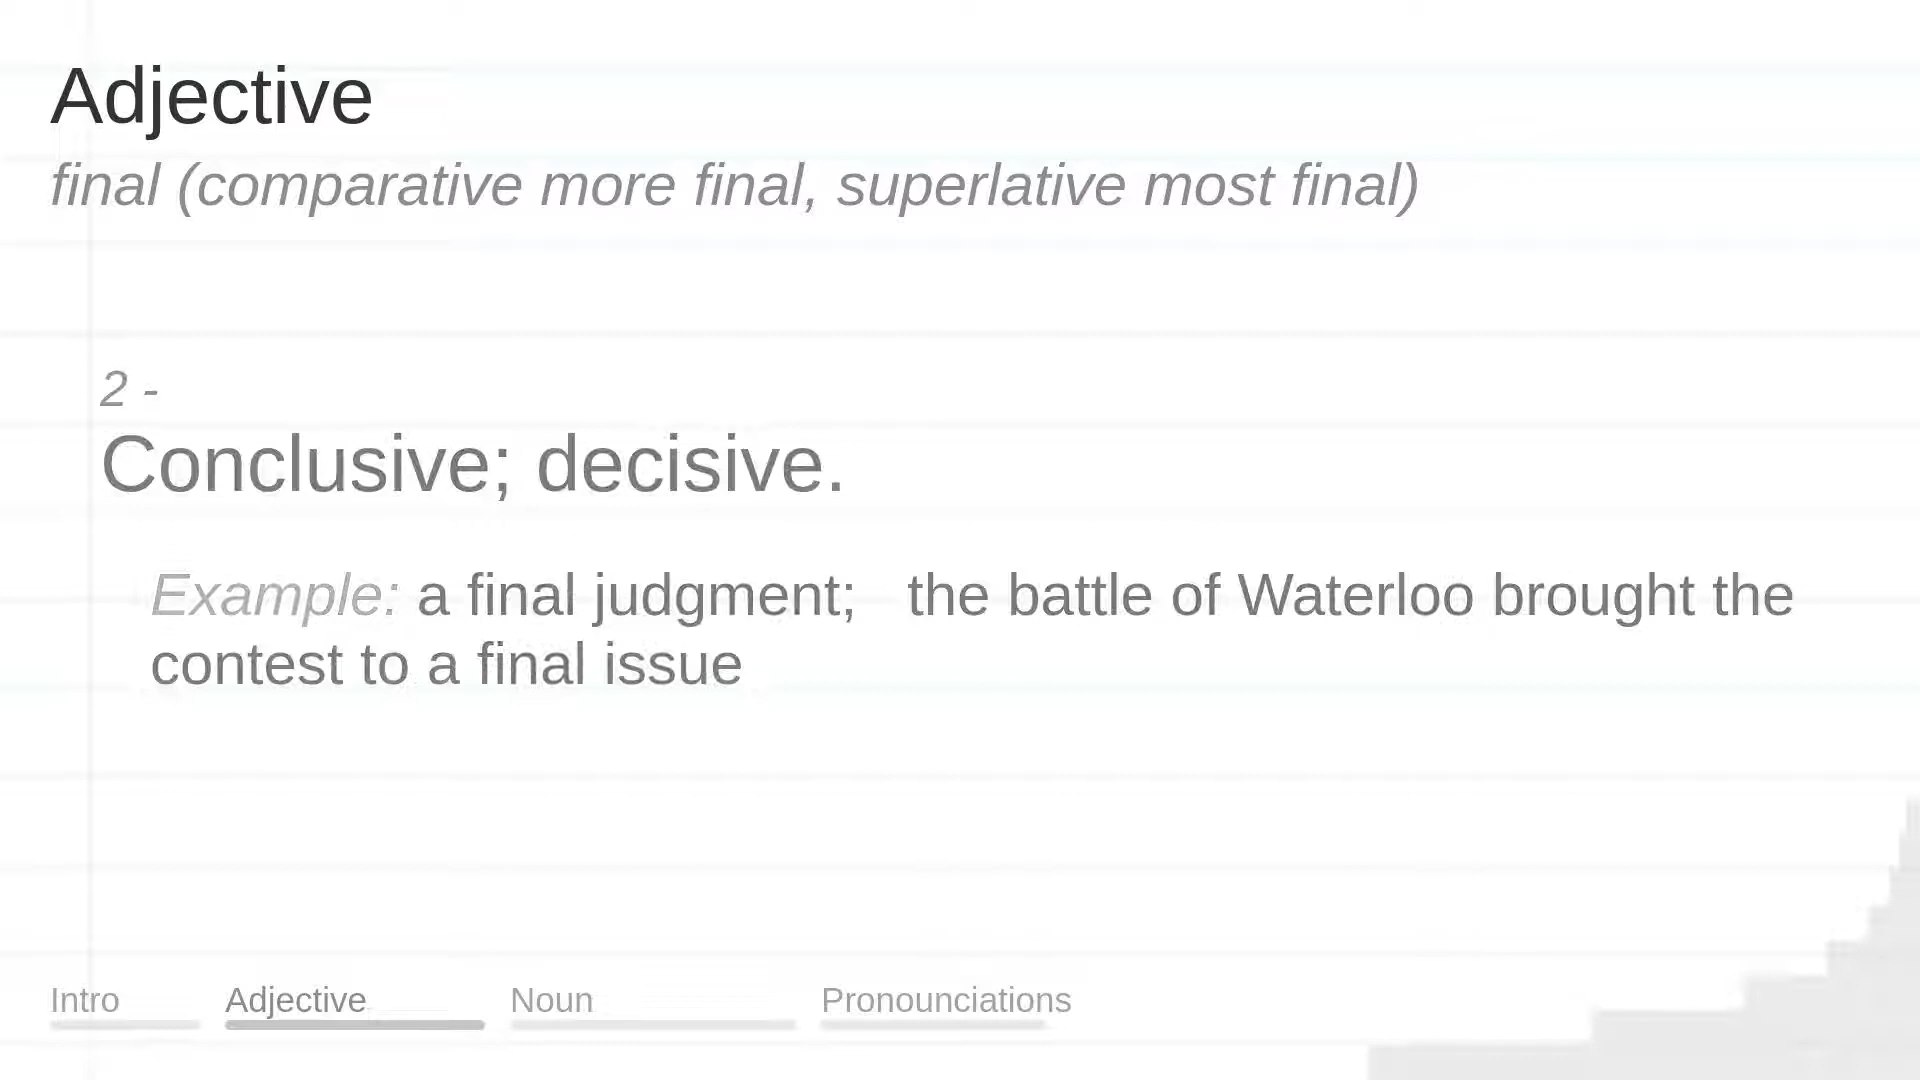 Adjective
final (comparative more final, superlative most final)
2 -
Conclusive; decisive.
Example: a final judgment;   the battle of Waterloo brought the
contest to a final issue
Intro
Adjective
Noun
Pronounciations